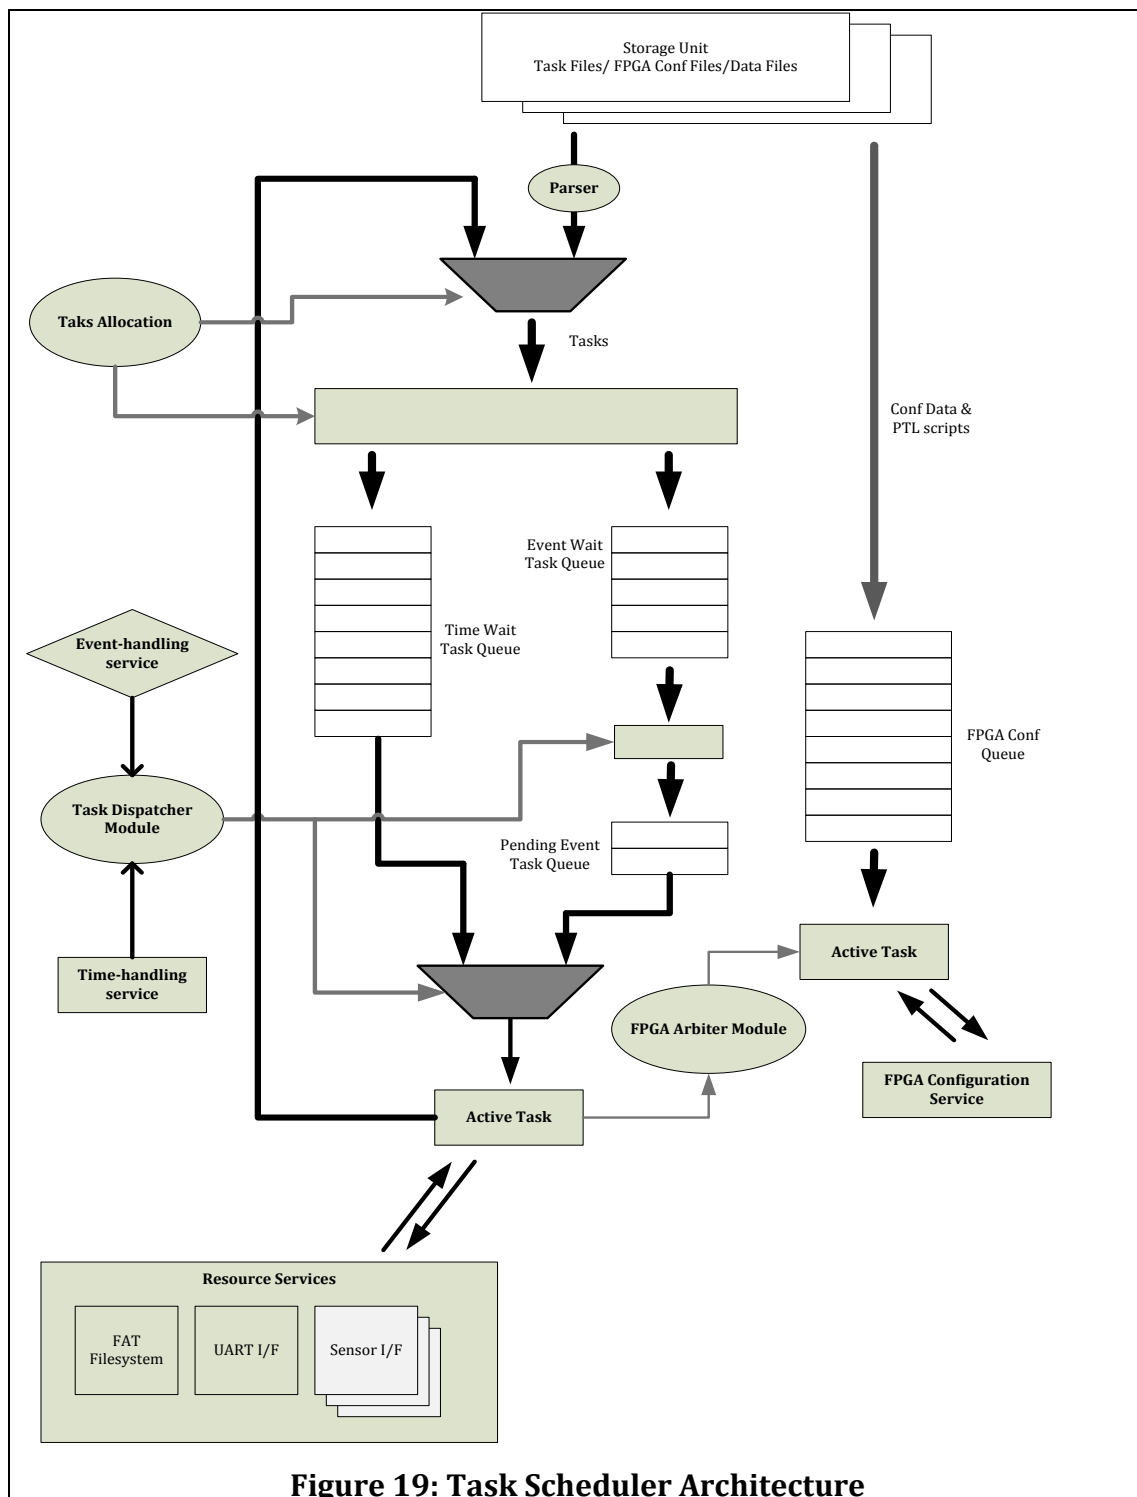 Storage Unit
Task Files/ FPGA Conf Files/Data Files
Parser
Taks Allocation
Tasks
Conf Data &
PTL scripts
Event Wait
Task Queue
Time Wait
Task Queue
Event-handling
service
FPGA Conf
Queue
Task Dispatcher
Module
Pending Event
Task Queue
Active Task
Time-handling
service
FPGA Arbiter Module
FPGA Configuration
Service
Active Task
Resource Services
FAT
Filesystem
UART I/F
Sensor I/F
Figure 19: Task Scheduler Architecture